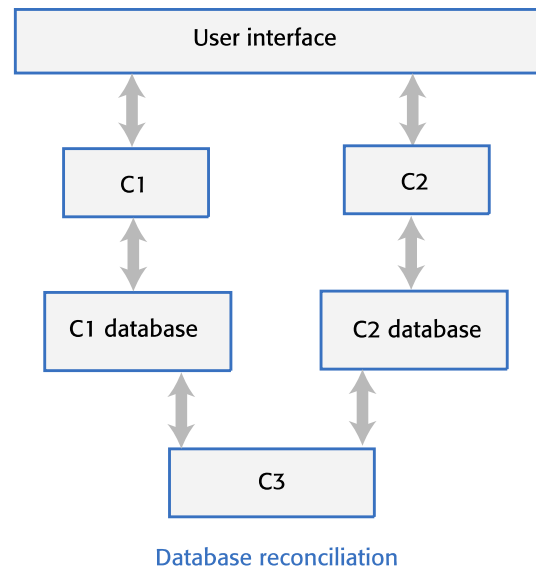 User interface
C1
C2
C1 database
C2 database
C3
Database reconciliation